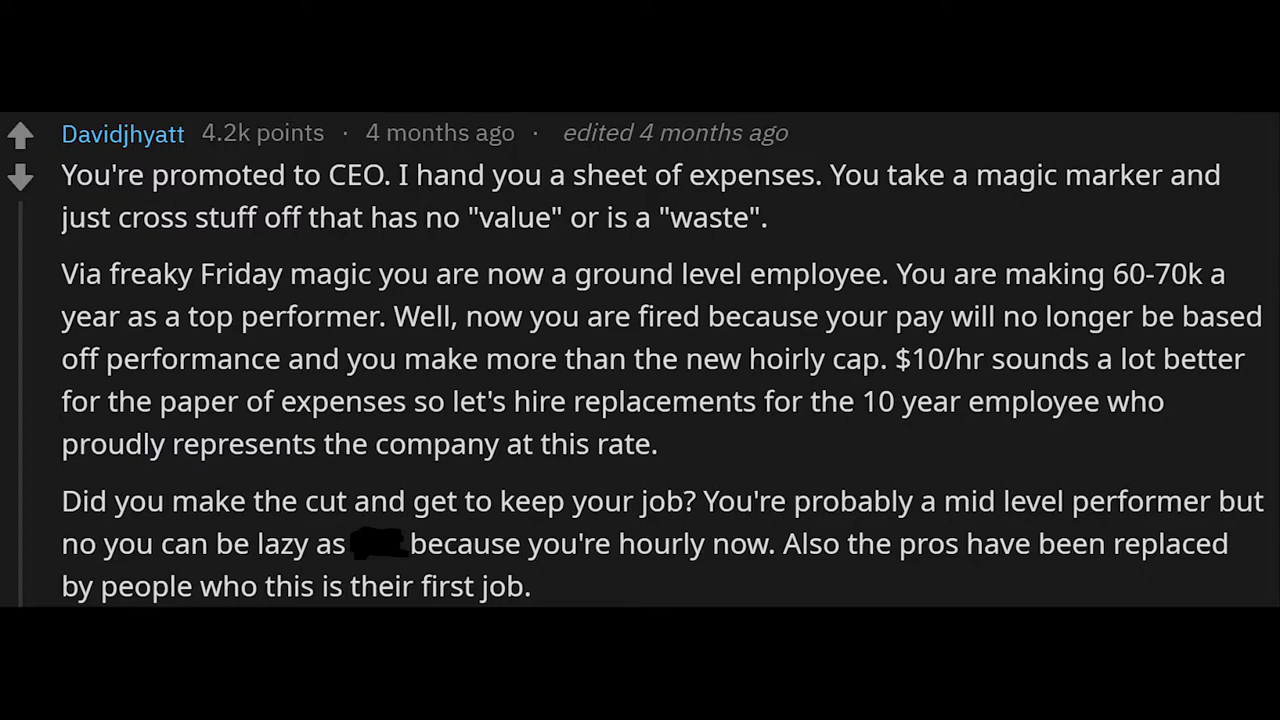 Davidjhyatt 4.2k points · 4 months ago · edited 4 months ago
You're promoted to CEO. I hand you a sheet of expenses. You take a magic marker and
just cross stuff off that has no "value" or is a "waste".
Via freaky Friday magic you are now a ground level employee. You are making 60-70k a
year as a top performer. Well, now you are fired because your pay will no longer be based
off performance and you make more than the new hoirly cap. $10/hr sounds a lot better
for the paper of expenses so let's hire replacements for the 10 year employee who
proudly represents the company at this rate.
Did you make the cut and get to keep your job? You're probably a mid level performer but
no you can be lazy as because you're hourly now. Also the pros have been replaced
by people who this is their first job.